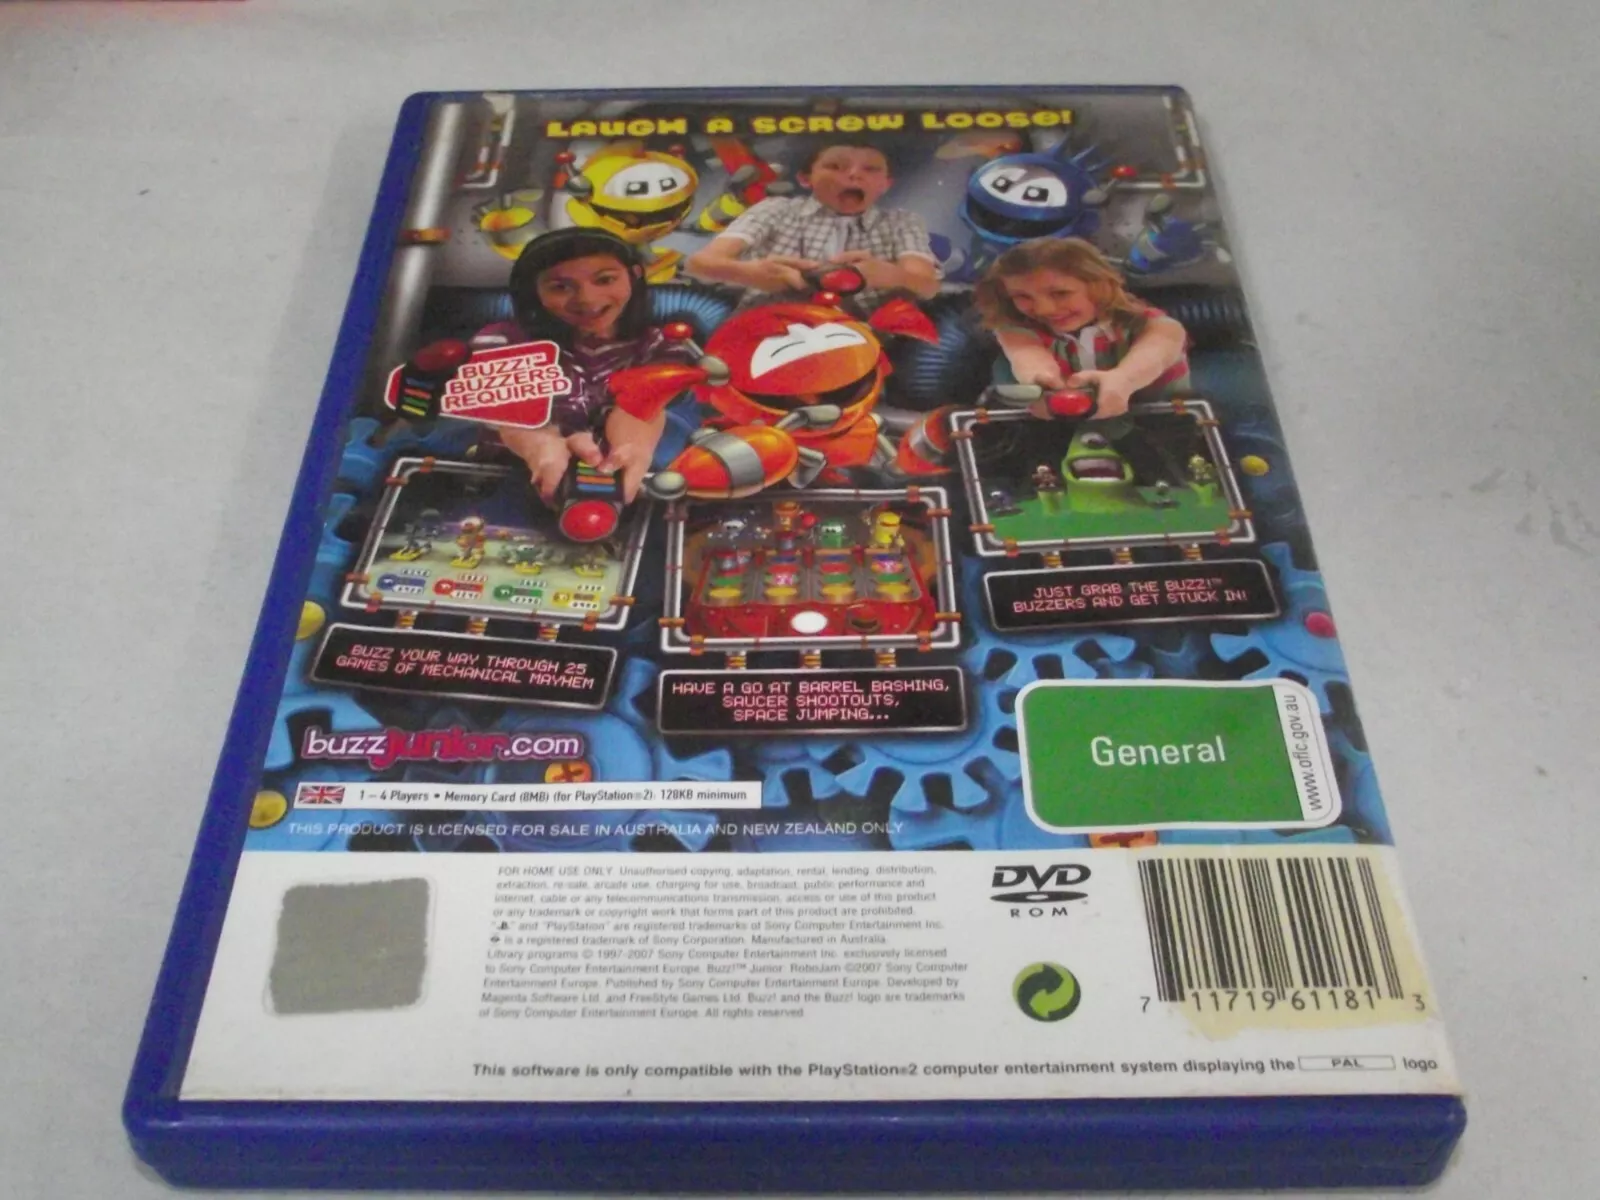 LAUGH A SCREW LOOSE!
BUZZ!™
BUZZERS
REQUIRED
JUST GRAB THE BUZZ!™
BUZZERS AND GET STUCK IN!
BUZZ YOUR WAY THROUGH 25
GAMES OF MECHANICAL MAYHEM
HAVE A GO AT BARREL BASHING,
SAUCER SHOOTOUTS,
SPACE JUMPING...
buzzjunior.com
General
www.oflc.gov.au
1 – 4 Players • Memory Card (8MB) (for PlayStation®2): 128KB minimum
THIS PRODUCT IS LICENSED FOR SALE IN AUSTRALIA AND NEW ZEALAND ONLY
FOR HOME USE ONLY. Unauthorised copying, adaptation, rental, lending, distribution,
extraction, re-sale, arcade use, charging for use, broadcast, public performance and
internet, cable or any telecommunications transmission, access or use of this product
or any trademark or copyright work that forms part of this product are prohibited.
" " and "PlayStation" are registered trademarks of Sony Computer Entertainment Inc.
is a registered trademark of Sony Corporation. Manufactured in Australia.
Library programs © 1997-2007 Sony Computer Entertainment Inc. exclusively licensed
to Sony Computer Entertainment Europe. Buzz!™ Junior: RoboJam ©2007 Sony Computer
Entertainment Europe. Published by Sony Computer Entertainment Europe. Developed by
Magenta Software Ltd. and FreeStyle Games Ltd. Buzz! and the Buzz! logo are trademarks
of Sony Computer Entertainment Europe. All rights reserved.
DVD
ROM
7 11719 61181 3
This software is only compatible with the PlayStation®2 computer entertainment system displaying the PAL logo